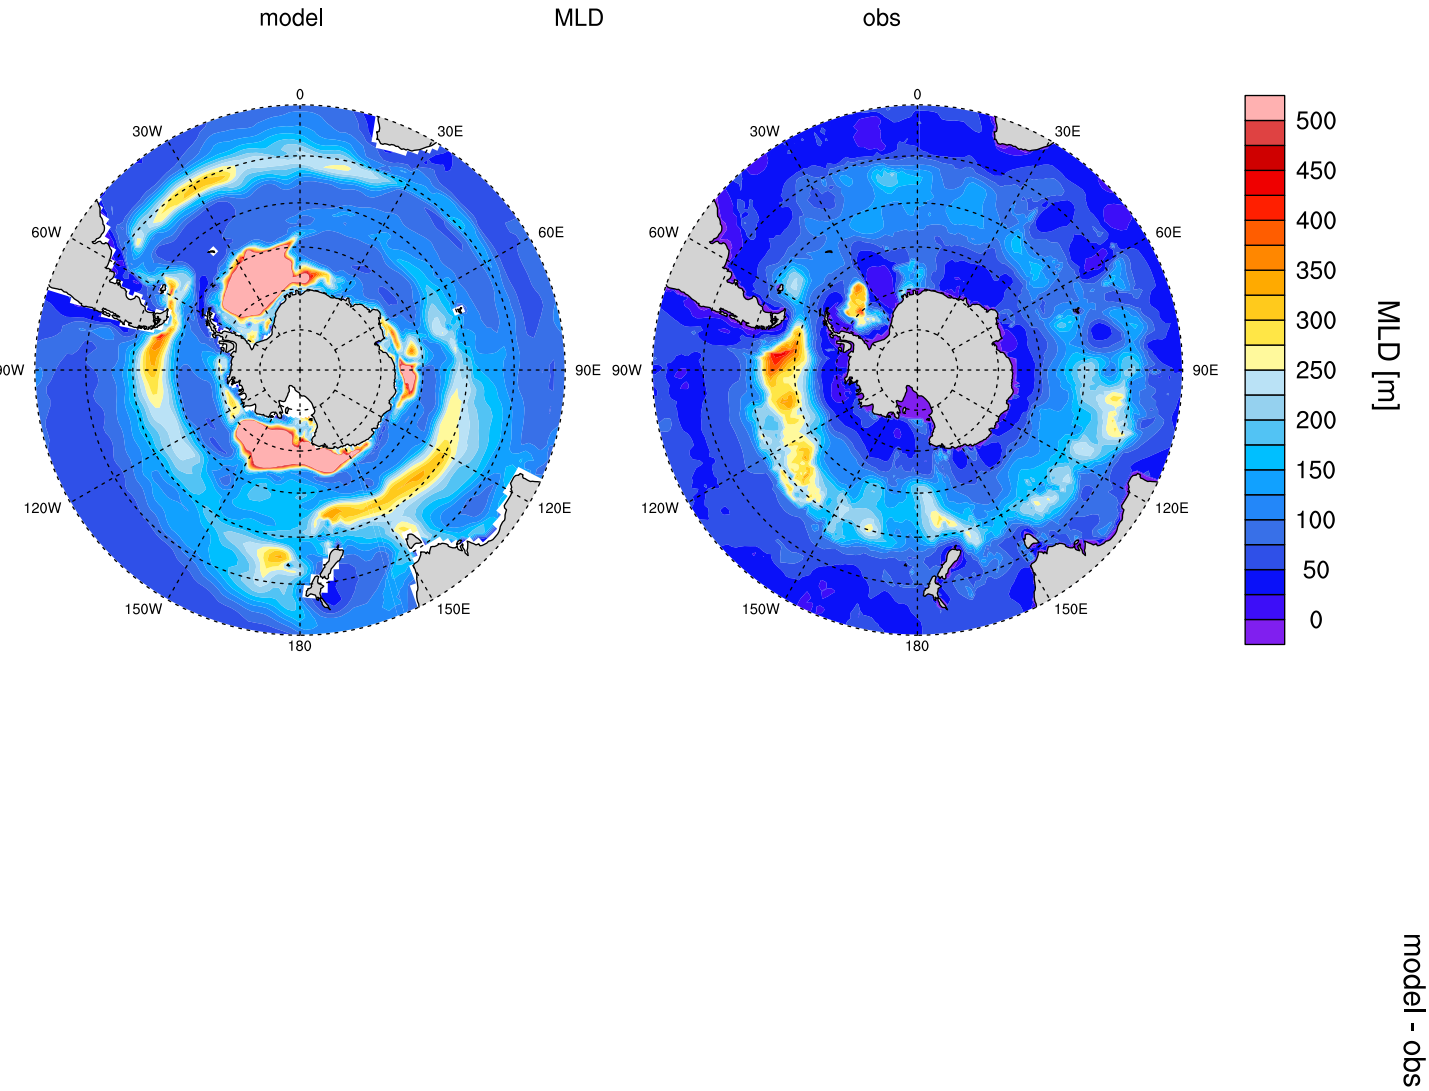 model MLD obs
0 0
30W 30E 30W 30E
60W 60E 60W 60E
90W 90E 90W 90E
120W 120E 120W 120E
150W 150E 150W 150E
180 180
500
450
400
350
300
250
200
150
100
50
0
MLD [m]
model - obs